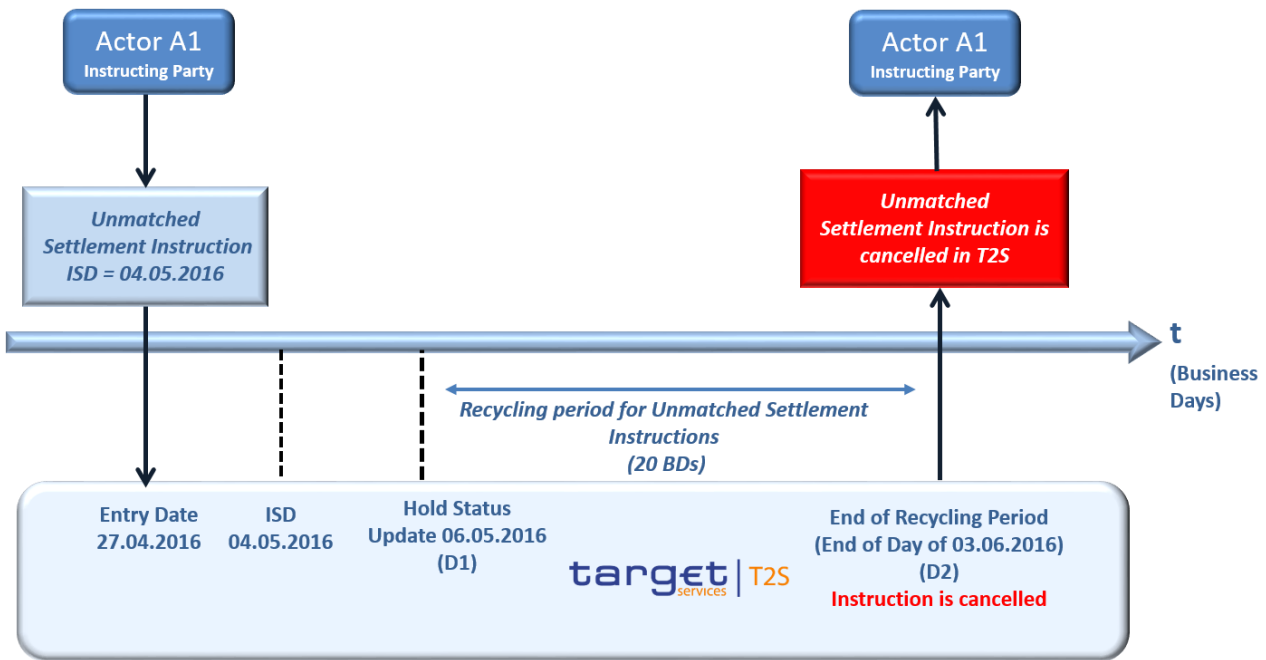 Actor A1
Instructing Party
Actor A1
Instructing Party
Unmatched
Settlement Instruction
ISD = 04.05.2016
Unmatched
Settlement Instruction is
cancelled in T2S
t
(Business
Days)
Recycling period for Unmatched Settlement
Instructions
(20 BDs)
Entry Date
27.04.2016
ISD
04.05.2016
Hold Status
Update 06.05.2016
(D1)
target | T2S
services
End of Recycling Period
(End of Day of 03.06.2016)
(D2)
Instruction is cancelled